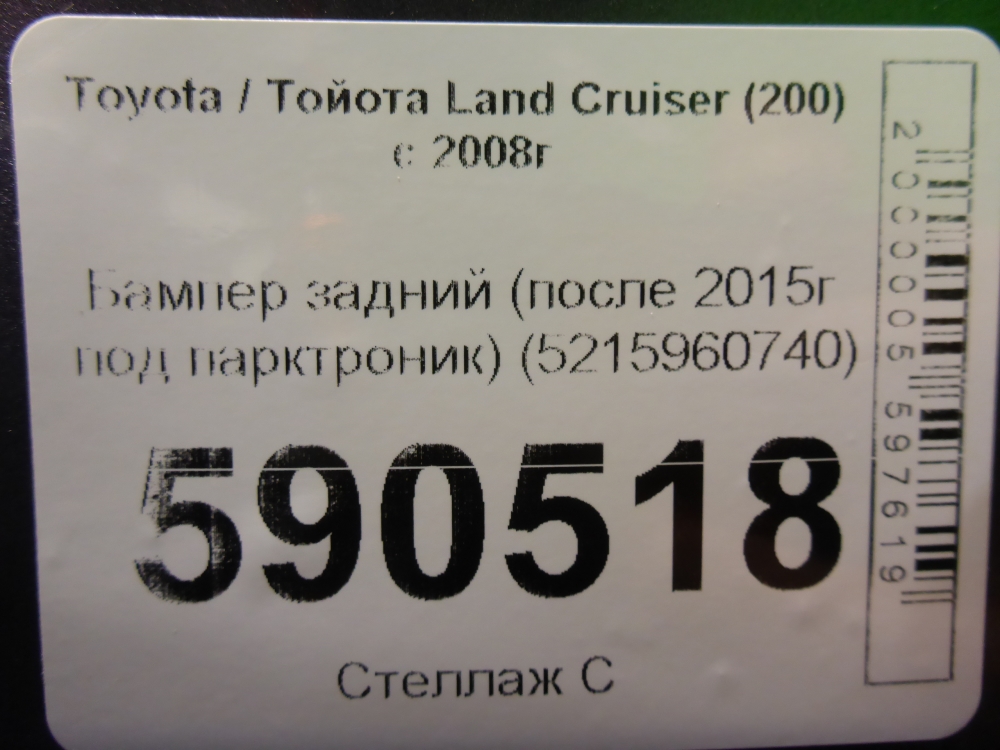 Toyota / Тойота Land Cruiser (200)
с 2008г
Бампер задний (после 2015г
под парктроник) (5215960740)
590518
Стеллаж С
2000005597619